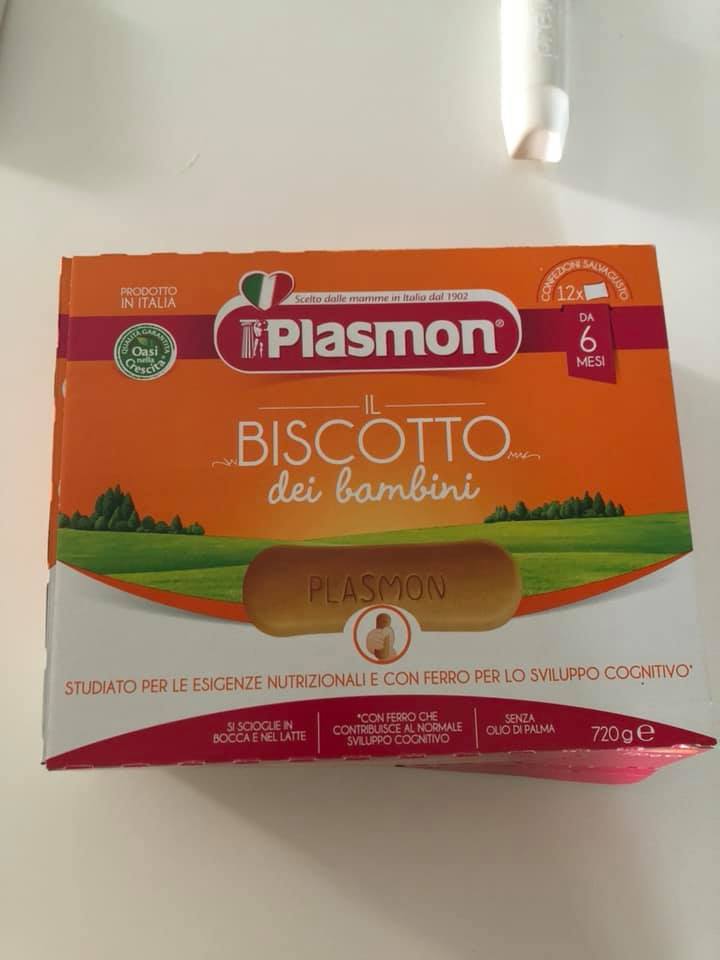 PRODOTTO
IN ITALIA
Scelto dalle mamme in Italia dal 1902
Plasmon®
CONFEZIONI SALVAGUSTO
12x
DA
6
MESI
QUALITÀ GARANTITA
Oasi
nella
Crescita
IL
BISCOTTO
dei bambini
PLASMON
STUDIATO PER LE ESIGENZE NUTRIZIONALI E CON FERRO PER LO SVILUPPO COGNITIVO*
SI SCIOGLIE IN
BOCCA E NEL LATTE
*CON FERRO CHE
CONTRIBUISCE AL NORMALE
SVILUPPO COGNITIVO
SENZA
OLIO DI PALMA
720 g e